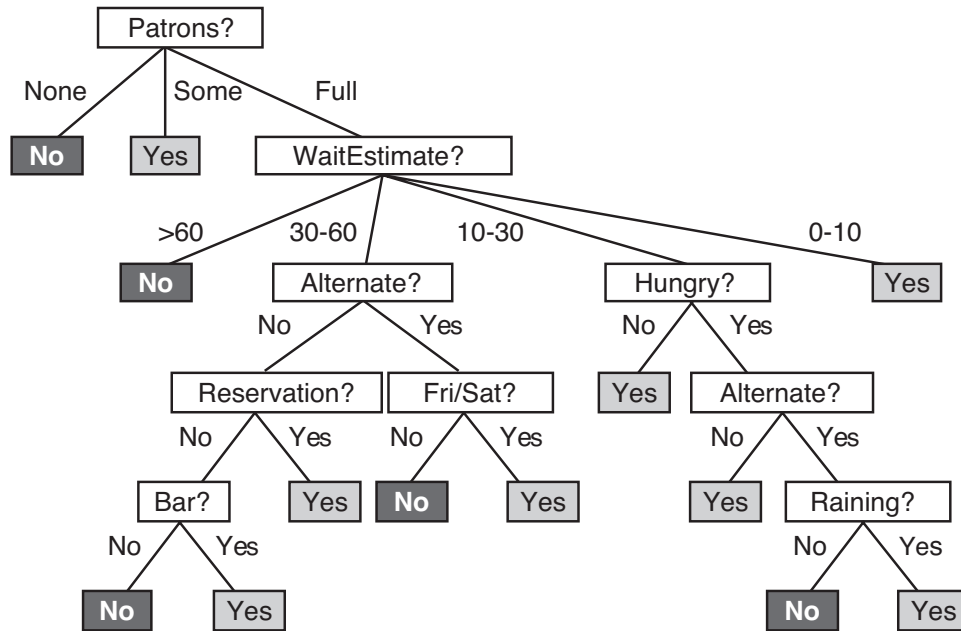 Patrons?
None Some Full
No Yes WaitEstimate?
>60 30-60 10-30 0-10
No Alternate? Hungry? Yes
No Yes No Yes
Reservation? Fri/Sat? Yes Alternate?
No Yes No Yes No Yes
Bar? Yes No Yes Yes Raining?
No Yes No Yes
No Yes No Yes